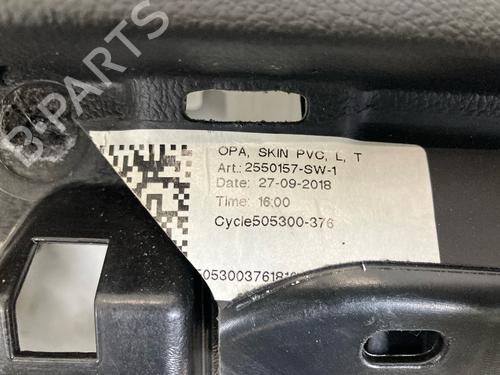 OPA, SKIN PVC, L, T
Art.: 2550157-SW-1
Date: 27-09-2018
Time: 16:00
Cycle505300-376
B-PARTS